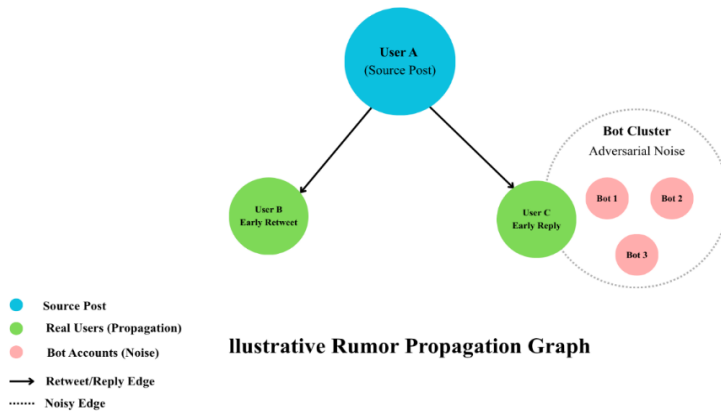 User A
(Source Post)
Bot Cluster
Adversarial Noise
Bot 1
Bot 2
User B
Early Retweet
User C
Early Reply
Bot 3
Source Post
Real Users (Propagation)
Bot Accounts (Noise)
Retweet/Reply Edge
Noisy Edge
llustrative Rumor Propagation Graph